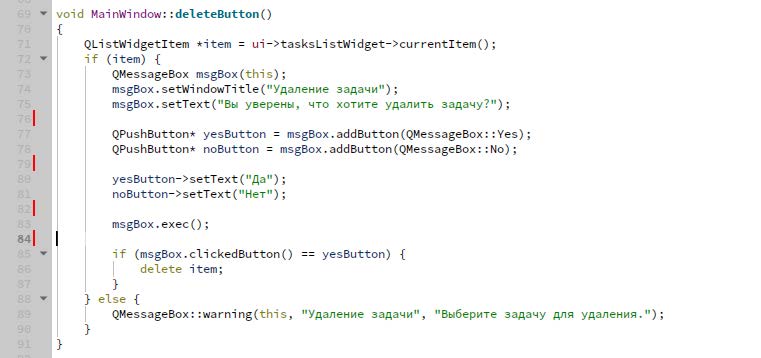 69 void MainWindow::deleteButton()
70 {
71 QListWidgetItem *item = ui->tasksListWidget->currentItem();
72 if (item) {
73 QMessageBox msgBox(this);
74 msgBox.setWindowTitle("Удаление задачи");
75 msgBox.setText("Вы уверены, что хотите удалить задачу?");
76
77 QPushButton* yesButton = msgBox.addButton(QMessageBox::Yes);
78 QPushButton* noButton = msgBox.addButton(QMessageBox::No);
79
80 yesButton->setText("Да");
81 noButton->setText("Нет");
82
83 msgBox.exec();
84
85 if (msgBox.clickedButton() == yesButton) {
86 delete item;
87 }
88 } else {
89 QMessageBox::warning(this, "Удаление задачи", "Выберите задачу для удаления.");
90 }
91 }